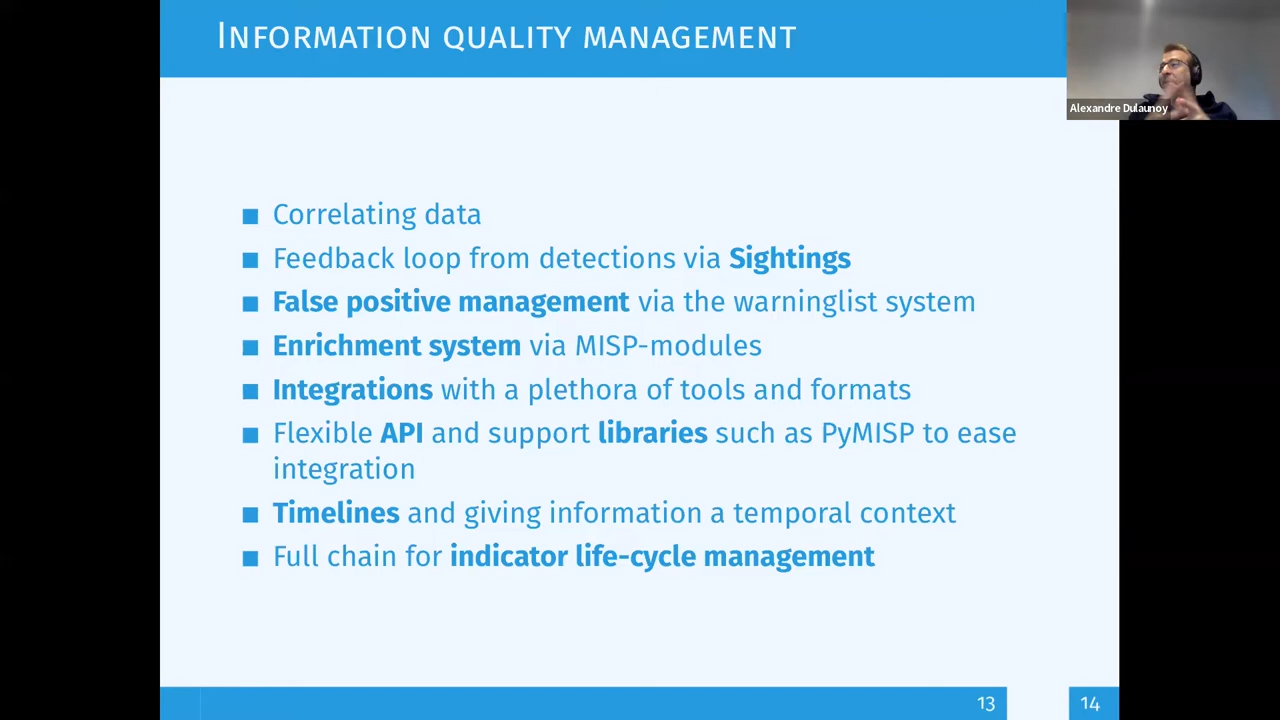 INFORMATION QUALITY MANAGEMENT
Alexandre Dulaunoy
■ Correlating data
■ Feedback loop from detections via Sightings
■ False positive management via the warninglist system
■ Enrichment system via MISP-modules
■ Integrations with a plethora of tools and formats
■ Flexible API and support libraries such as PyMISP to ease
integration
■ Timelines and giving information a temporal context
■ Full chain for indicator life-cycle management
13
14